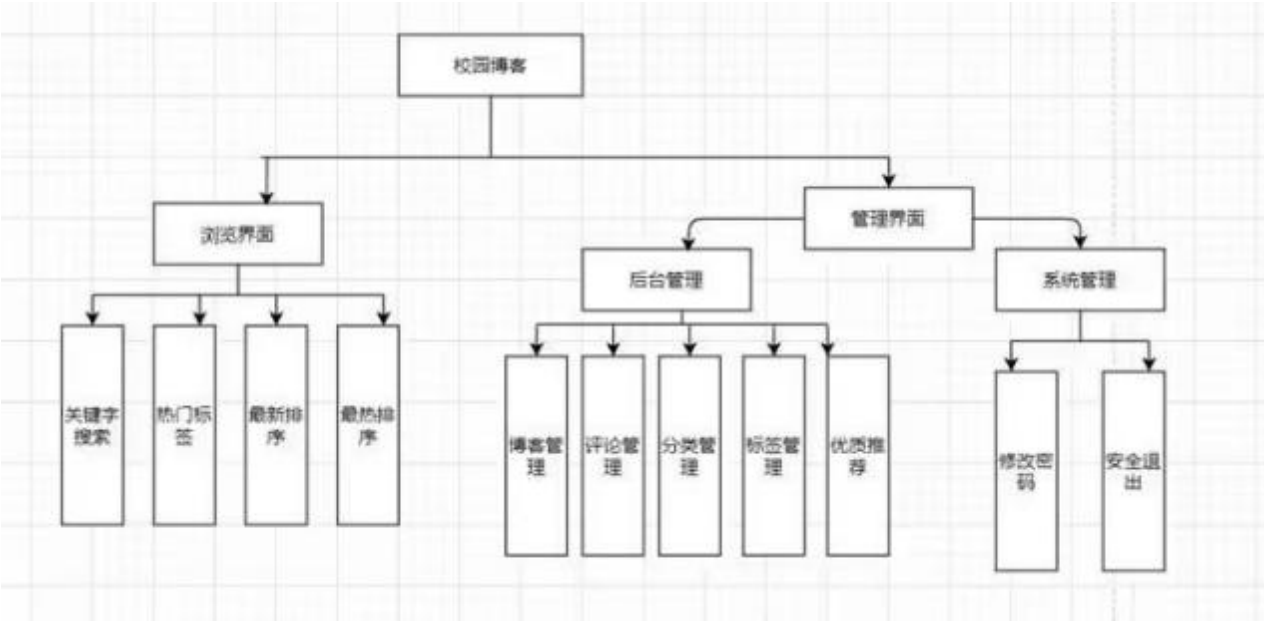 校园博客
管理界面
浏览界面
后台管理
系统管理
关键字
搜索
热门标
签
最新排
序
最热排
序
博客管
理
评论管
理
分类管
理
标签管
理
优质推
荐
修改密
码
安全退
出